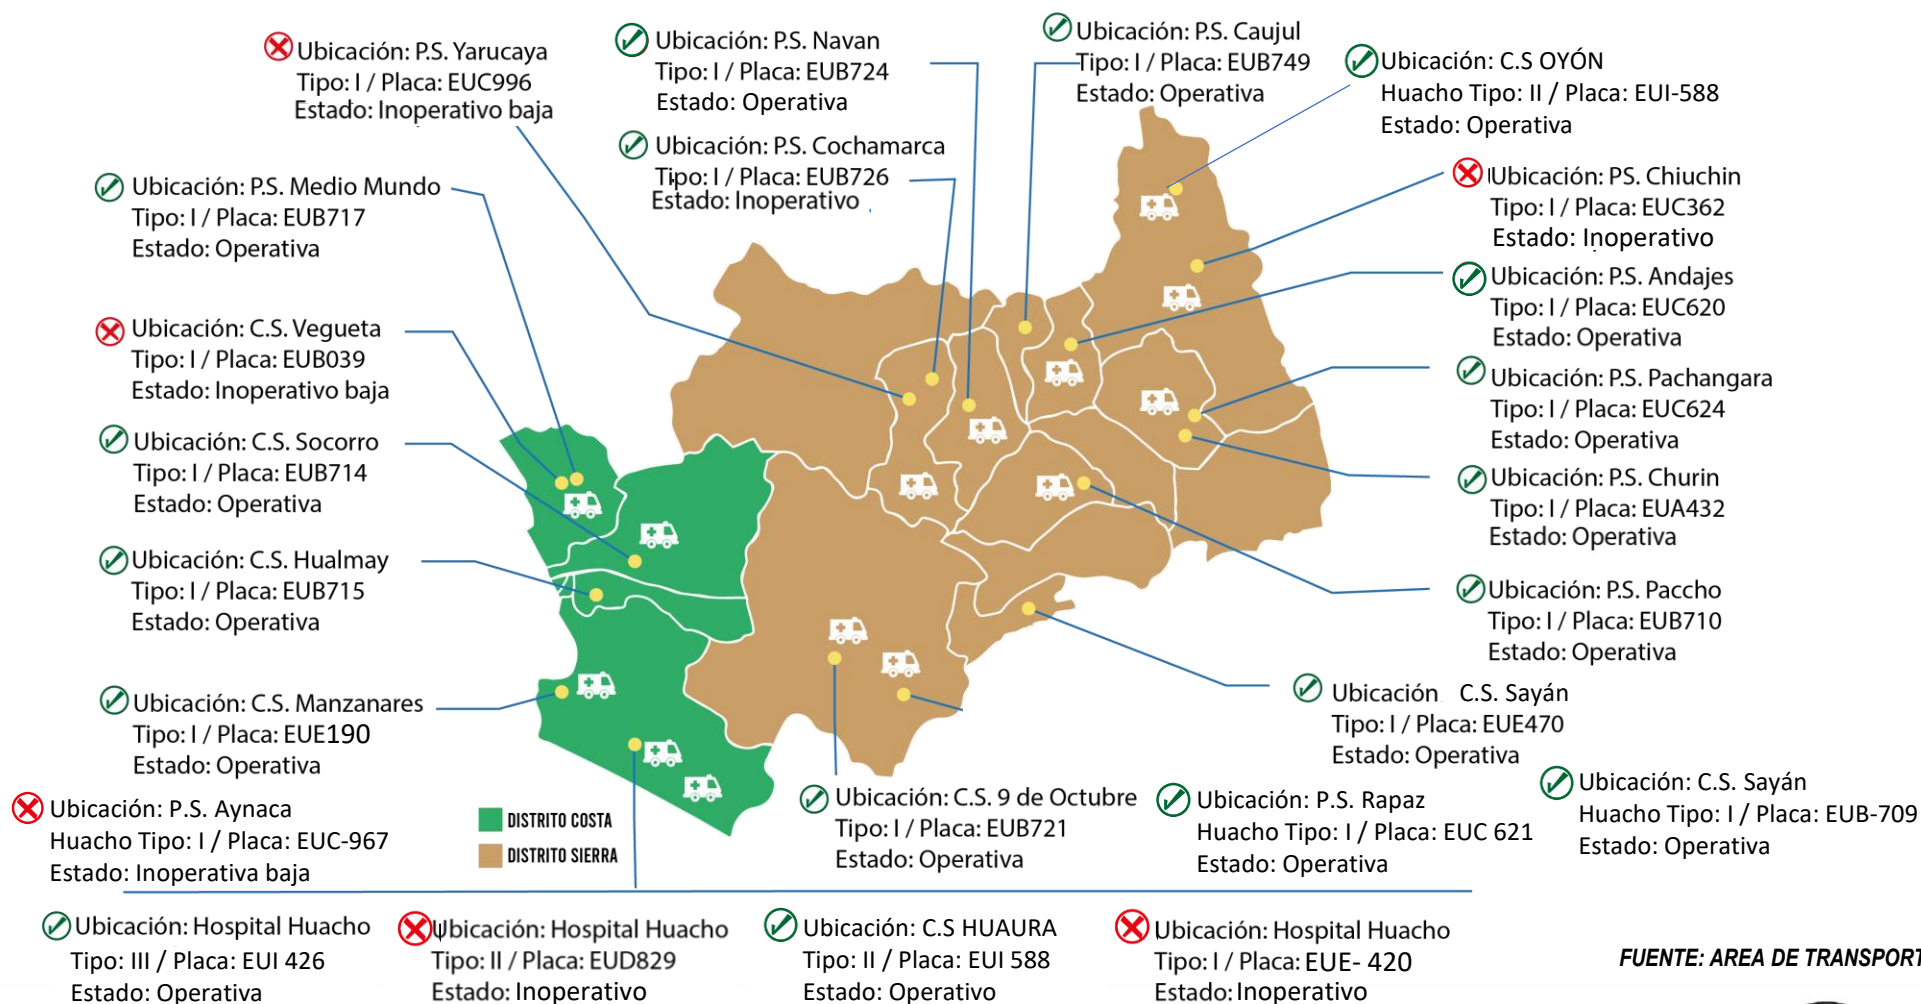 Ubicación: P.S. Yarucaya
Tipo: I / Placa: EUC996
Estado: Inoperativo baja
Ubicación: P.S. Navan
Tipo: I / Placa: EUB724
Estado: Operativa
Ubicación: P.S. Caujul
Tipo: I / Placa: EUB749
Estado: Operativa
Ubicación: C.S OYÓN
Huacho Tipo: II / Placa: EUI-588
Estado: Operativa
Ubicación: P.S. Cochamarca
Tipo: I / Placa: EUB726
Estado: Inoperativo
Ubicación: P.S. Medio Mundo
Tipo: I / Placa: EUB717
Estado: Operativa
Ubicación: PS. Chiuchin
Tipo: I / Placa: EUC362
Estado: Inoperativo
Ubicación: P.S. Andajes
Tipo: I / Placa: EUC620
Estado: Operativa
Ubicación: C.S. Vegueta
Tipo: I / Placa: EUB039
Estado: Inoperativo baja
Ubicación: P.S. Pachangara
Tipo: I / Placa: EUC624
Estado: Operativa
Ubicación: C.S. Socorro
Tipo: I / Placa: EUB714
Estado: Operativa
Ubicación: P.S. Churin
Tipo: I / Placa: EUA432
Estado: Operativa
Ubicación: C.S. Hualmay
Tipo: I / Placa: EUB715
Estado: Operativa
Ubicación: P.S. Paccho
Tipo: I / Placa: EUB710
Estado: Operativa
Ubicación: C.S. Manzanares
Tipo: I / Placa: EUE190
Estado: Operativa
Ubicación C.S. Sayán
Tipo: I / Placa: EUE470
Estado: Operativa
Ubicación: P.S. Aynaca
Huacho Tipo: I / Placa: EUC-967
Estado: Inoperativa baja
DISTRITO COSTA
DISTRITO SIERRA
Ubicación: C.S. 9 de Octubre
Tipo: I / Placa: EUB721
Estado: Operativa
Ubicación: P.S. Rapaz
Huacho Tipo: I / Placa: EUC 621
Estado: Operativa
Ubicación: C.S. Sayán
Huacho Tipo: I / Placa: EUB-709
Estado: Operativa
Ubicación: Hospital Huacho
Tipo: III / Placa: EUI 426
Estado: Operativa
Ubicación: Hospital Huacho
Tipo: II / Placa: EUD829
Estado: Inoperativo
Ubicación: C.S HUAURA
Tipo: II / Placa: EUI 588
Estado: Operativo
Ubicación: Hospital Huacho
Tipo: I / Placa: EUE- 420
Estado: Inoperativo
FUENTE: AREA DE TRANSPORT